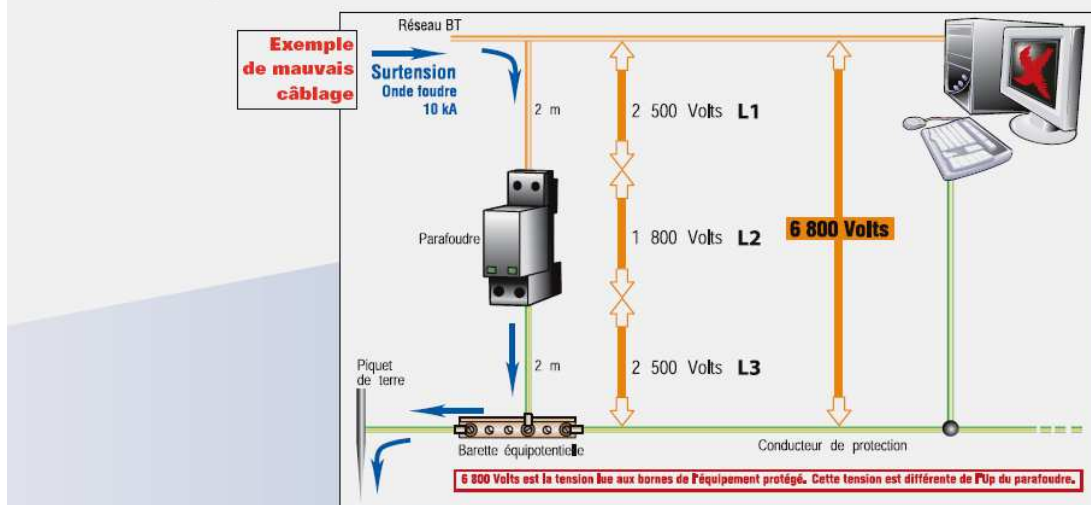 Réseau BT
Exemple
de mauvais
câblage
Surtension
Onde foudre
10 kA
2 m
2 500 Volts L1
Parafoudre
1 800 Volts L2
6 800 Volts
2 m
2 500 Volts L3
Piquet
de terre
Barette équipotentielle
Conducteur de protection
6 800 Volts est la tension lue aux bornes de l'équipement protégé. Cette tension est différente de l'Up du parafoudre.